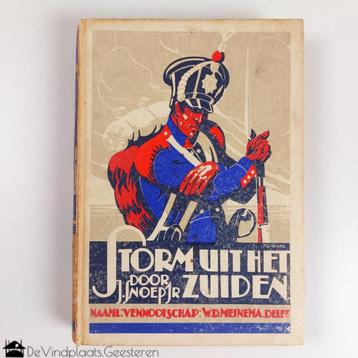 STORM UIT HET
DOOR
J. SNOEP JR
ZUIDEN
NAAML: VENNOOTSCHAP: W.D. MEINEMA, DELFT
DeVindplaats.Geesteren